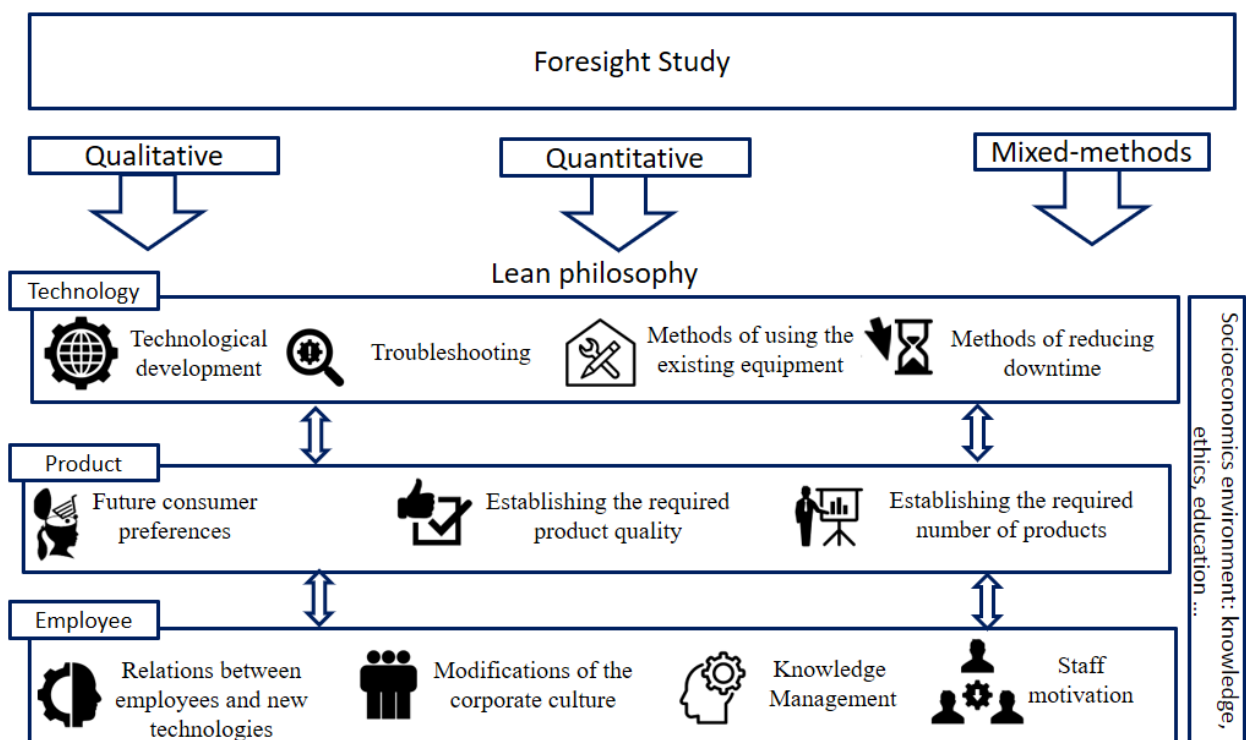 Foresight Study
Qualitative
Quantitative
Mixed-methods
Lean philosophy
Technology
Technological
development
Troubleshooting
Methods of using the
existing equipment
Methods of reducing
downtime
Product
Future consumer
preferences
Establishing the required
product quality
Establishing the required
number of products
Employee
Relations between
employees and new
technologies
Modifications of the
corporate culture
Knowledge
Management
Staff
motivation
Socioeconomics environment: knowledge,
ethics, education ...